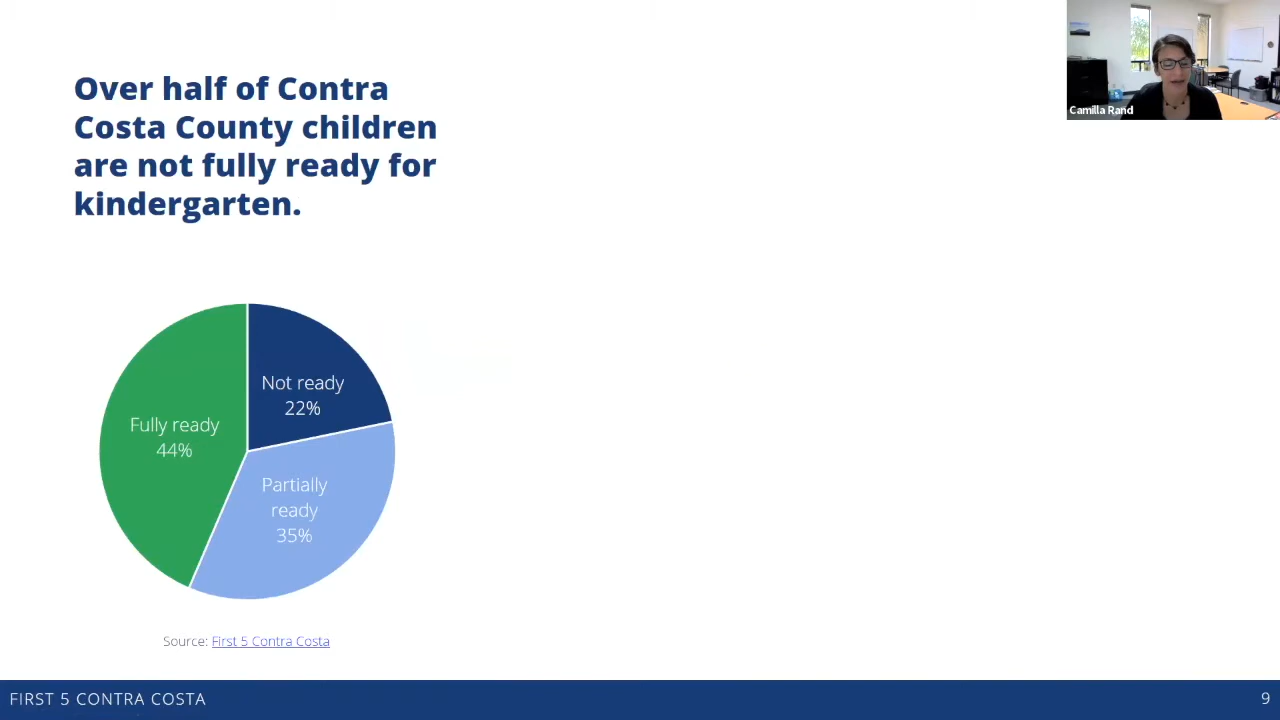 Over half of Contra
Costa County children
are not fully ready for
kindergarten.
Camilla Rand
Not ready
22%
Fully ready
44%
Partially
ready
35%
Source: First 5 Contra Costa
FIRST 5 CONTRA COSTA
9